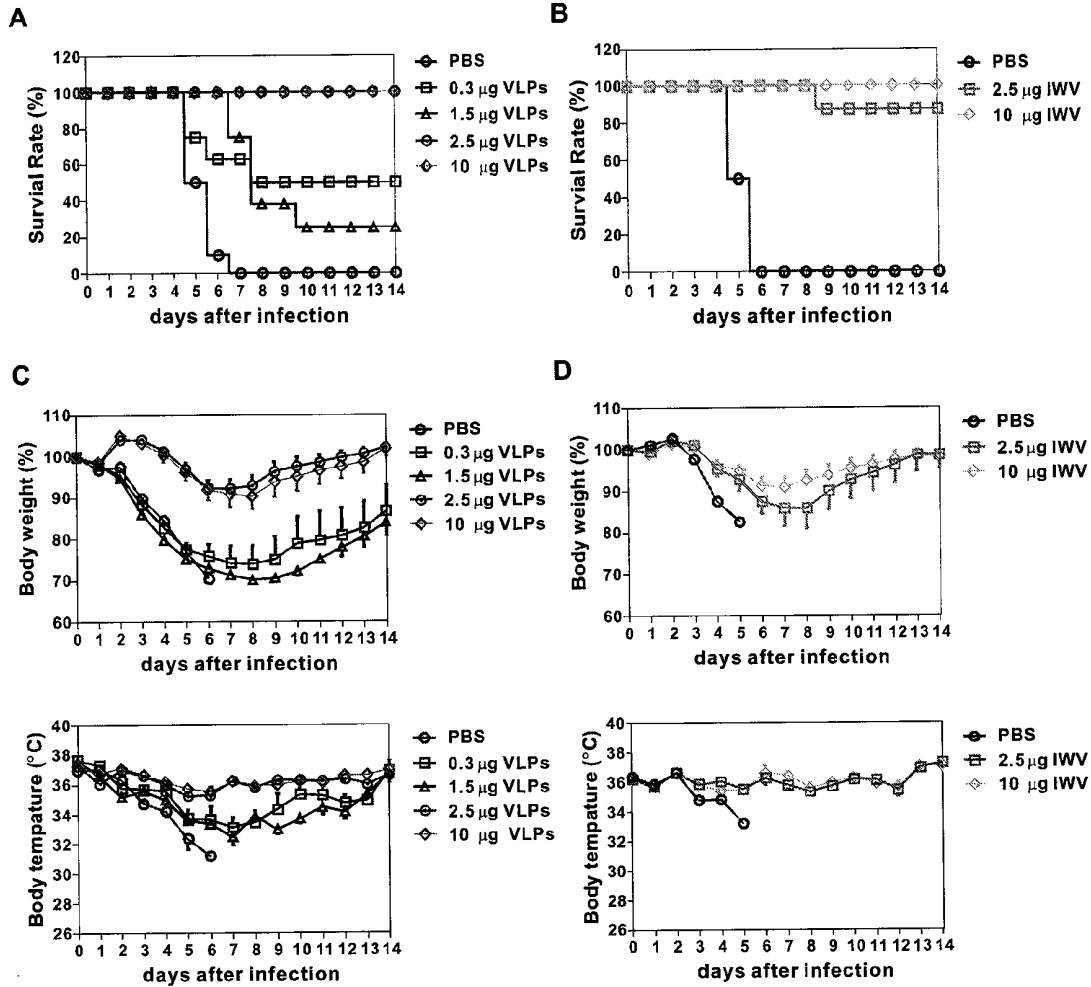 A
120
100
80
60
40
20
0
Survial Rate (%)
0 1 2 3 4 5 6 7 8 9 10 11 12 13 14
days after infection
PBS
0.3 μg VLPs
1.5 μg VLPs
2.5 μg VLPs
10 μg VLPs
B
120
100
80
60
40
20
0
Survial Rate (%)
0 1 2 3 4 5 6 7 8 9 10 11 12 13 14
days after infection
PBS
2.5 μg IWV
10 μg IWV
C
110
100
90
80
70
60
Body weight (%)
0 1 2 3 4 5 6 7 8 9 10 11 12 13 14
days after infection
PBS
0.3 μg VLPs
1.5 μg VLPs
2.5 μg VLPs
10 μg VLPs
D
110
100
90
80
70
60
Body weight (%)
0 1 2 3 4 5 6 7 8 9 10 11 12 13 14
days after infection
PBS
2.5 μg IWV
10 μg IWV
40
38
36
34
32
30
28
26
Body tempature (°C)
0 1 2 3 4 5 6 7 8 9 10 11 12 13 14
days after infection
PBS
0.3 μg VLPs
1.5 μg VLPs
2.5 μg VLPs
10 μg VLPs
40
38
36
34
32
30
28
26
Body tempature (°C)
0 1 2 3 4 5 6 7 8 9 10 11 12 13 14
days after infection
PBS
2.5 μg IWV
10 μg IWV